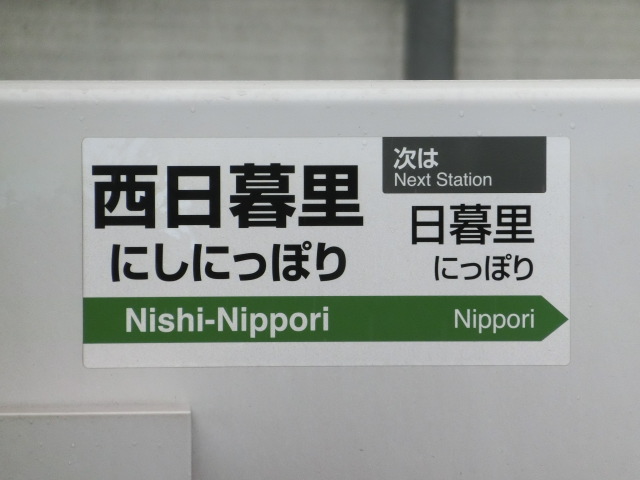 西日暮里
にしにっぽり
Nishi-Nippori
次は
Next Station
日暮里
にっぽり
Nippori